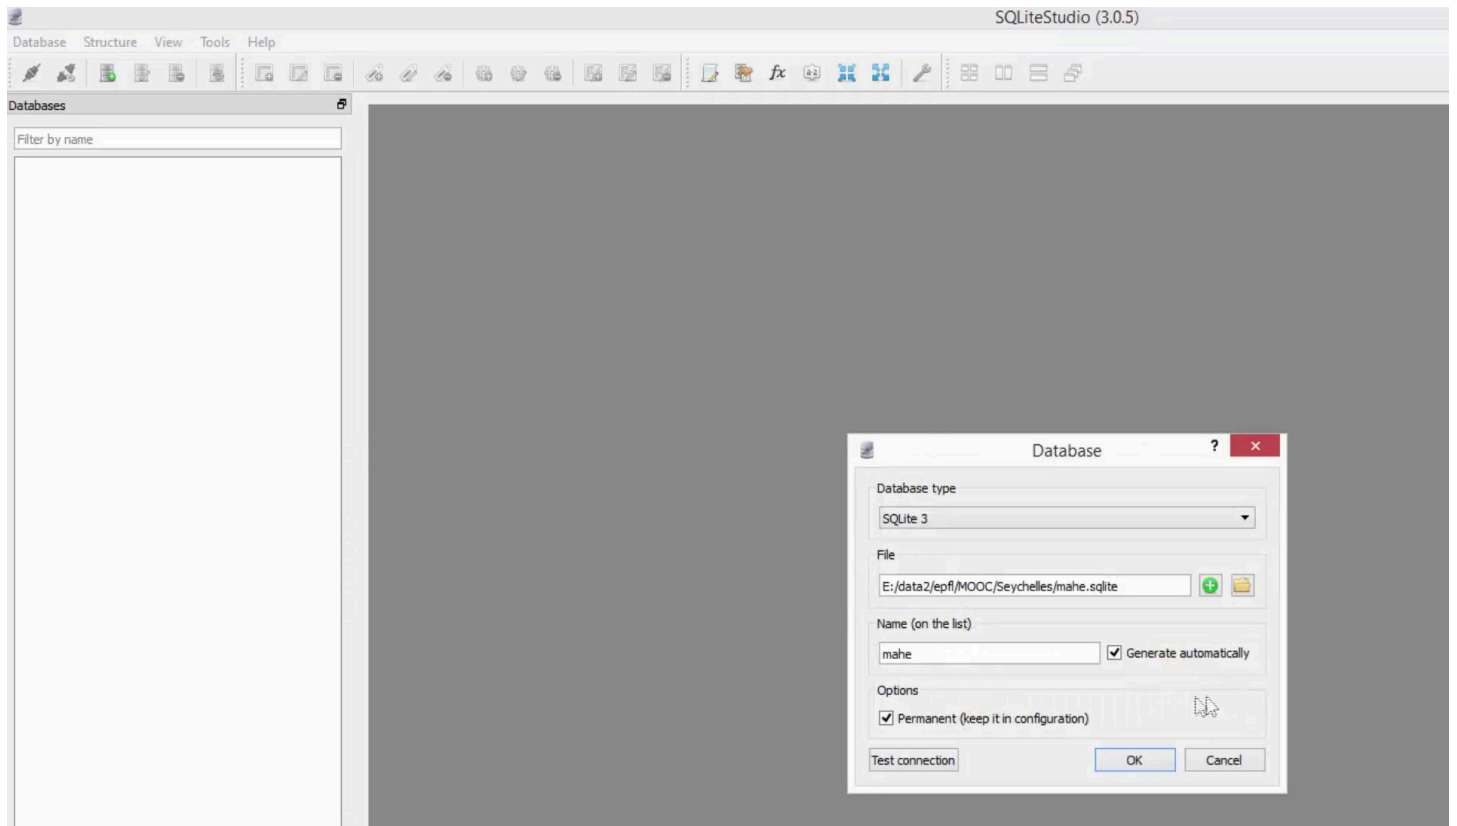 SQLiteStudio (3.0.5)
Database Structure View Tools Help
fx
Databases
Filter by name
Database
?
Database type
SQLite 3
File
E:/data2/epfl/MOOC/Seychelles/mahe.sqlite
Name (on the list)
mahe Generate automatically
Options
Permanent (keep it in configuration)
Test connection OK Cancel